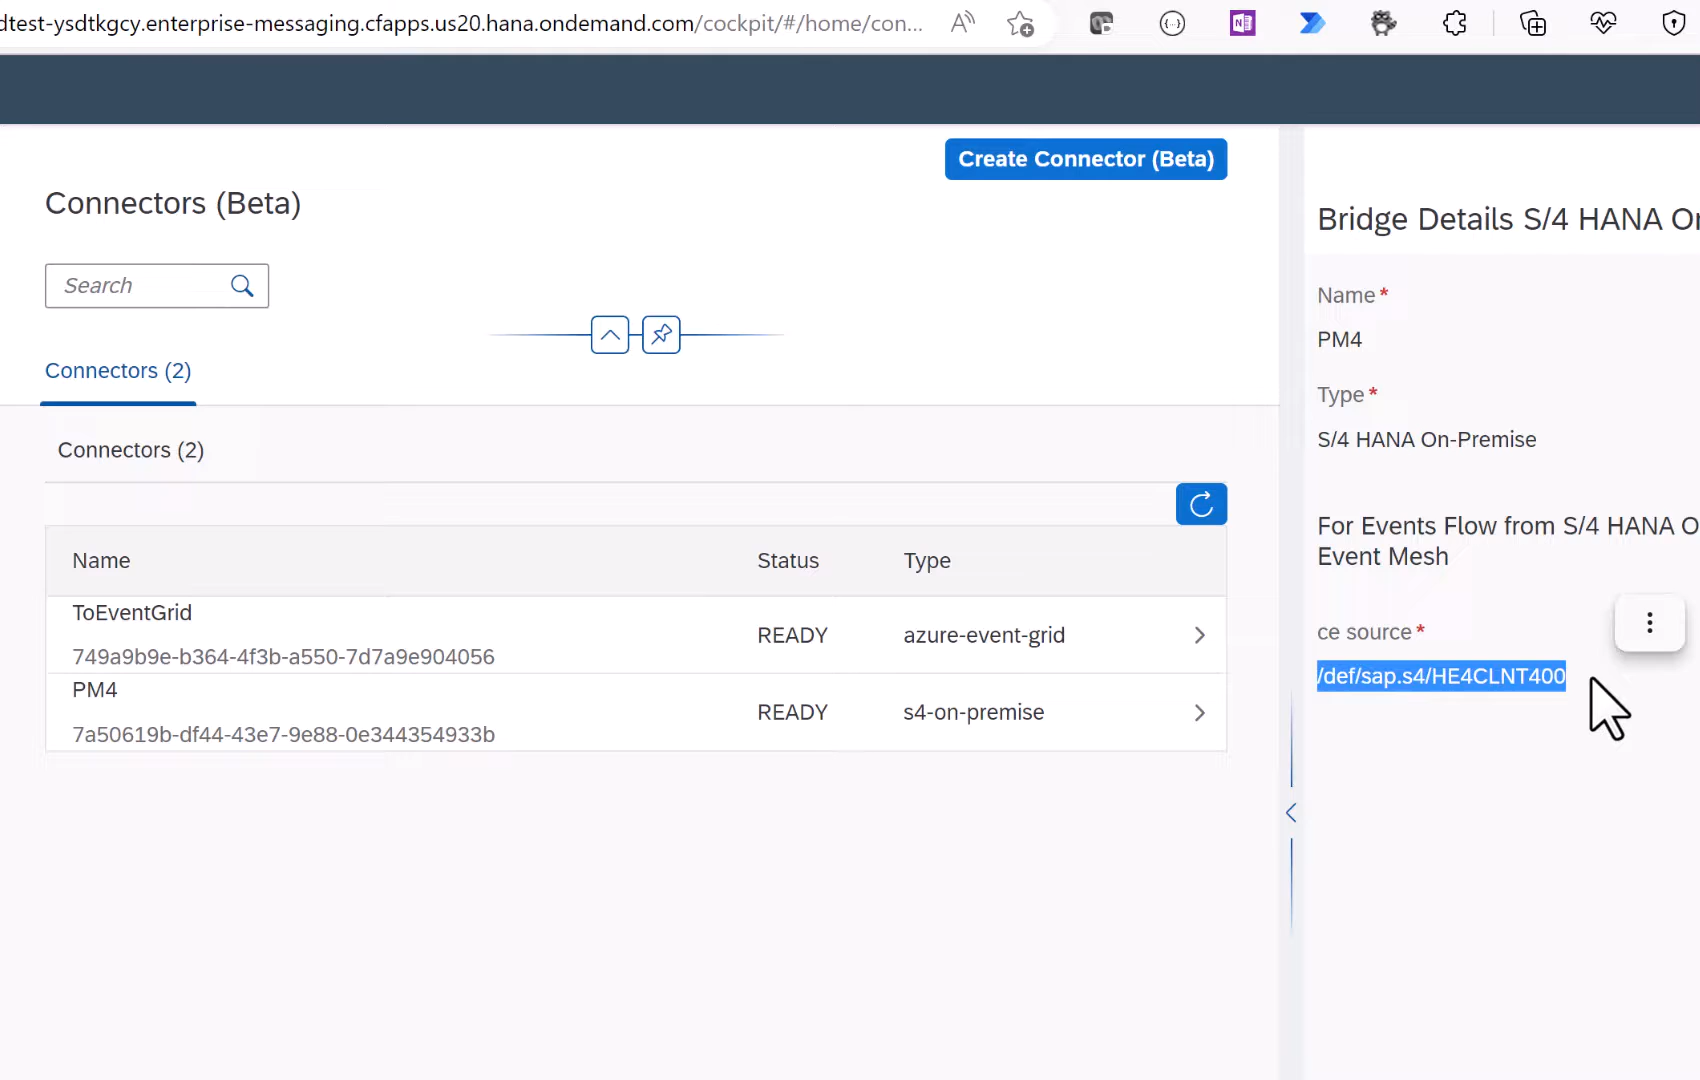 dtest-ysdtkgcy.enterprise-messaging.cfapps.us20.hana.ondemand.com/cockpit/#/home/con...
Create Connector (Beta)
Connectors (Beta)
Search
Connectors (2)
Connectors (2)
Name Status Type
ToEventGrid
749a9b9e-b364-4f3b-a550-7d7a9e904056
READY azure-event-grid
PM4
7a50619b-df44-43e7-9e88-0e344354933b
READY s4-on-premise
Bridge Details S/4 HANA On
Name *
PM4
Type *
S/4 HANA On-Premise
For Events Flow from S/4 HANA O
Event Mesh
ce source *
/def/sap.s4/HE4CLNT400